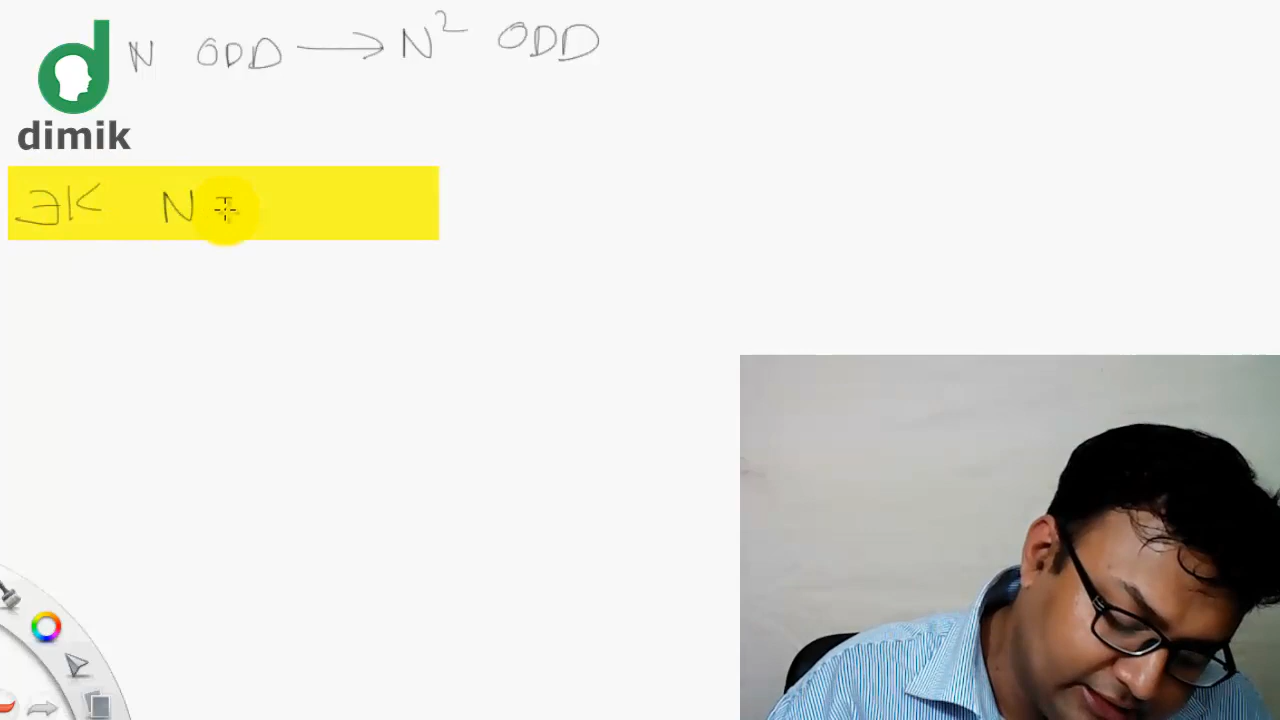 N ODD → N² ODD
dimik
∃K N =